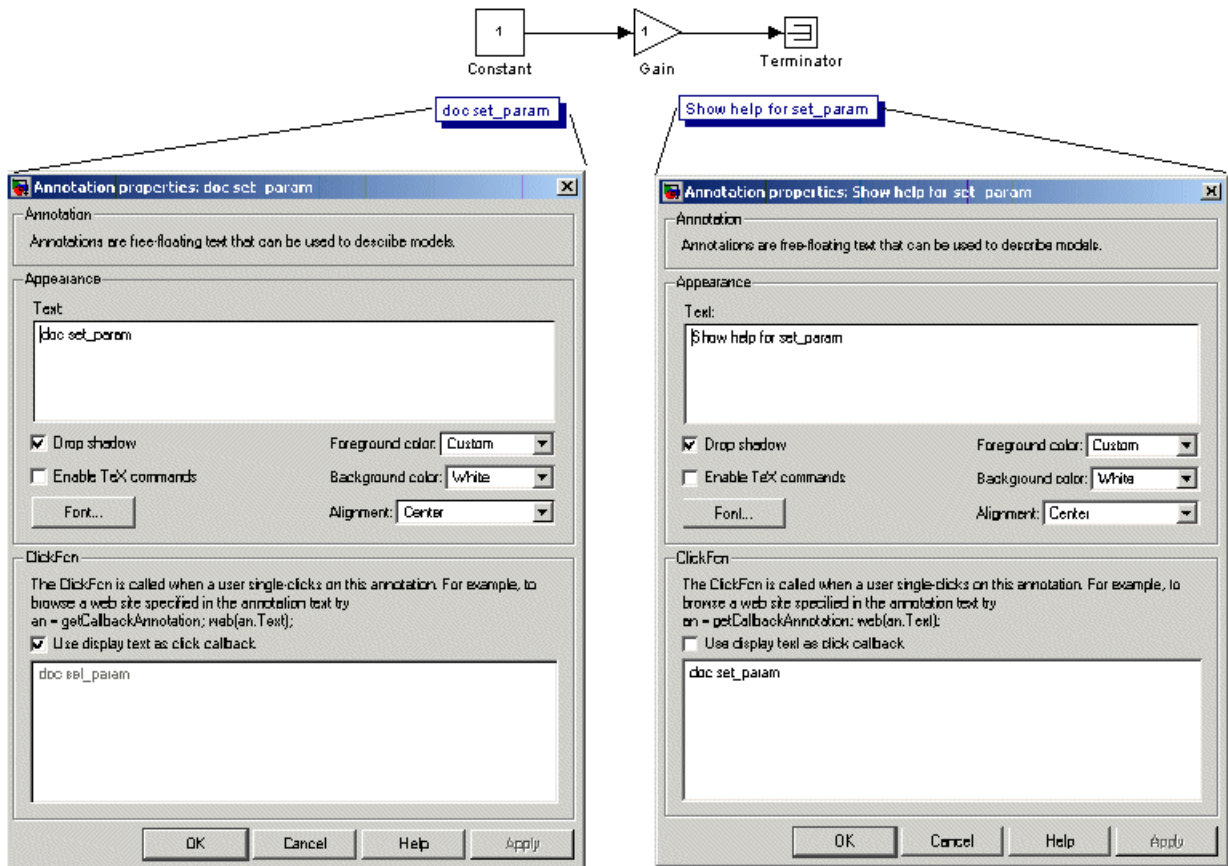 1
1
Constant
Gain
Terminator
doc set_param
Show help for set_param
Annotation properties: doc set_param
Annotation
Annotations are free-floating text that can be used to describe models.
Appearance
Text:
doc set_param
Drop shadow
Foreground color: Custom
Enable TeX commands
Background color: White
Font...
Alignment: Center
ClickFcn
The ClickFcn is called when a user single-clicks on this annotation. For example, to
browse a web site specified in the annotation text try
an = getCallbackAnnotation; web(an.Text);
Use display text as click callback
doc set_param
OK
Cancel
Help
Apply
Annotation properties: Show help for set_param
Annotation
Annotations are free-floating text that can be used to describe models.
Appearance
Text:
Show help for set_param
Drop shadow
Foreground color: Custom
Enable TeX commands
Background color: White
Font...
Alignment: Center
ClickFcn
The ClickFcn is called when a user single-clicks on this annotation. For example, to
browse a web site specified in the annotation text try
an = getCallbackAnnotation; web(an.Text);
Use display text as click callback
doc set_param
OK
Cancel
Help
Apply